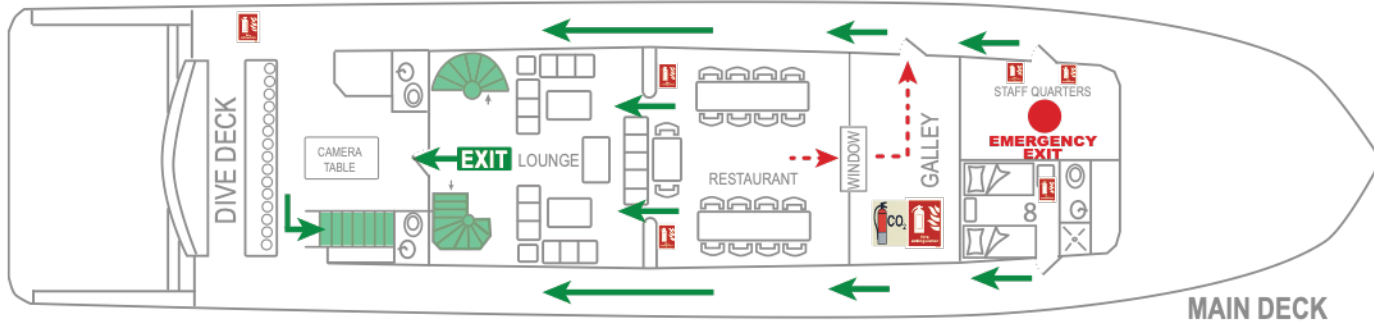 DIVE DECK
CAMERA
TABLE
EXIT
LOUNGE
RESTAURANT
WINDOW
GALLEY
CO2
STAFF QUARTERS
EMERGENCY
EXIT
8
MAIN DECK